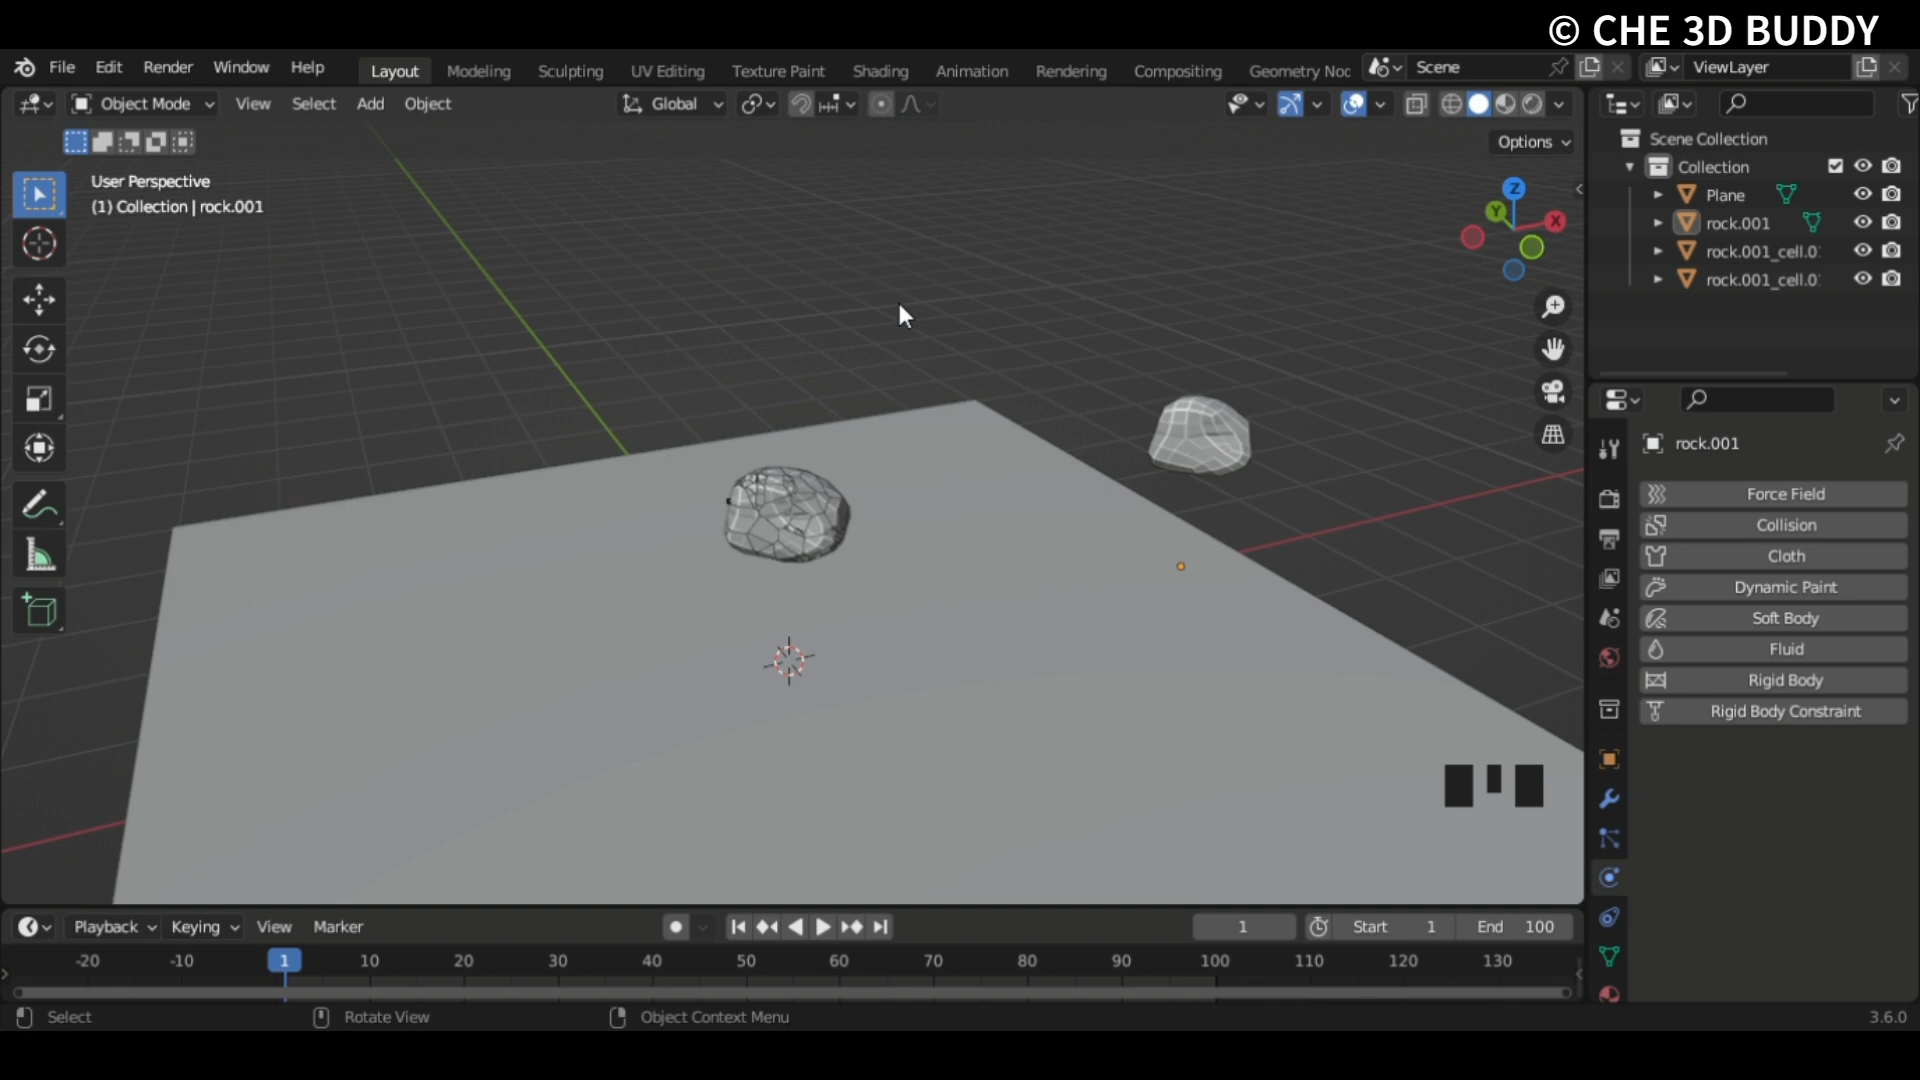 © CHE 3D BUDDY
File Edit Render Window Help Layout Modeling Sculpting UV Editing Texture Paint Shading Animation Rendering Compositing Geometry Noc Scene ViewLayer
Object Mode View Select Add Object Global
Options
User Perspective
(1) Collection | rock.001
Z
Y
X
Scene Collection
Collection
Plane
rock.001
rock.001_cell.0
rock.001_cell.0
rock.001
Force Field
Collision
Cloth
Dynamic Paint
Soft Body
Fluid
Rigid Body
Rigid Body Constraint
Playback Keying View Marker 1 Start 1 End 100
-20 -10 1 10 20 30 40 50 60 70 80 90 100 110 120 130
Select Rotate View Object Context Menu 3.6.0